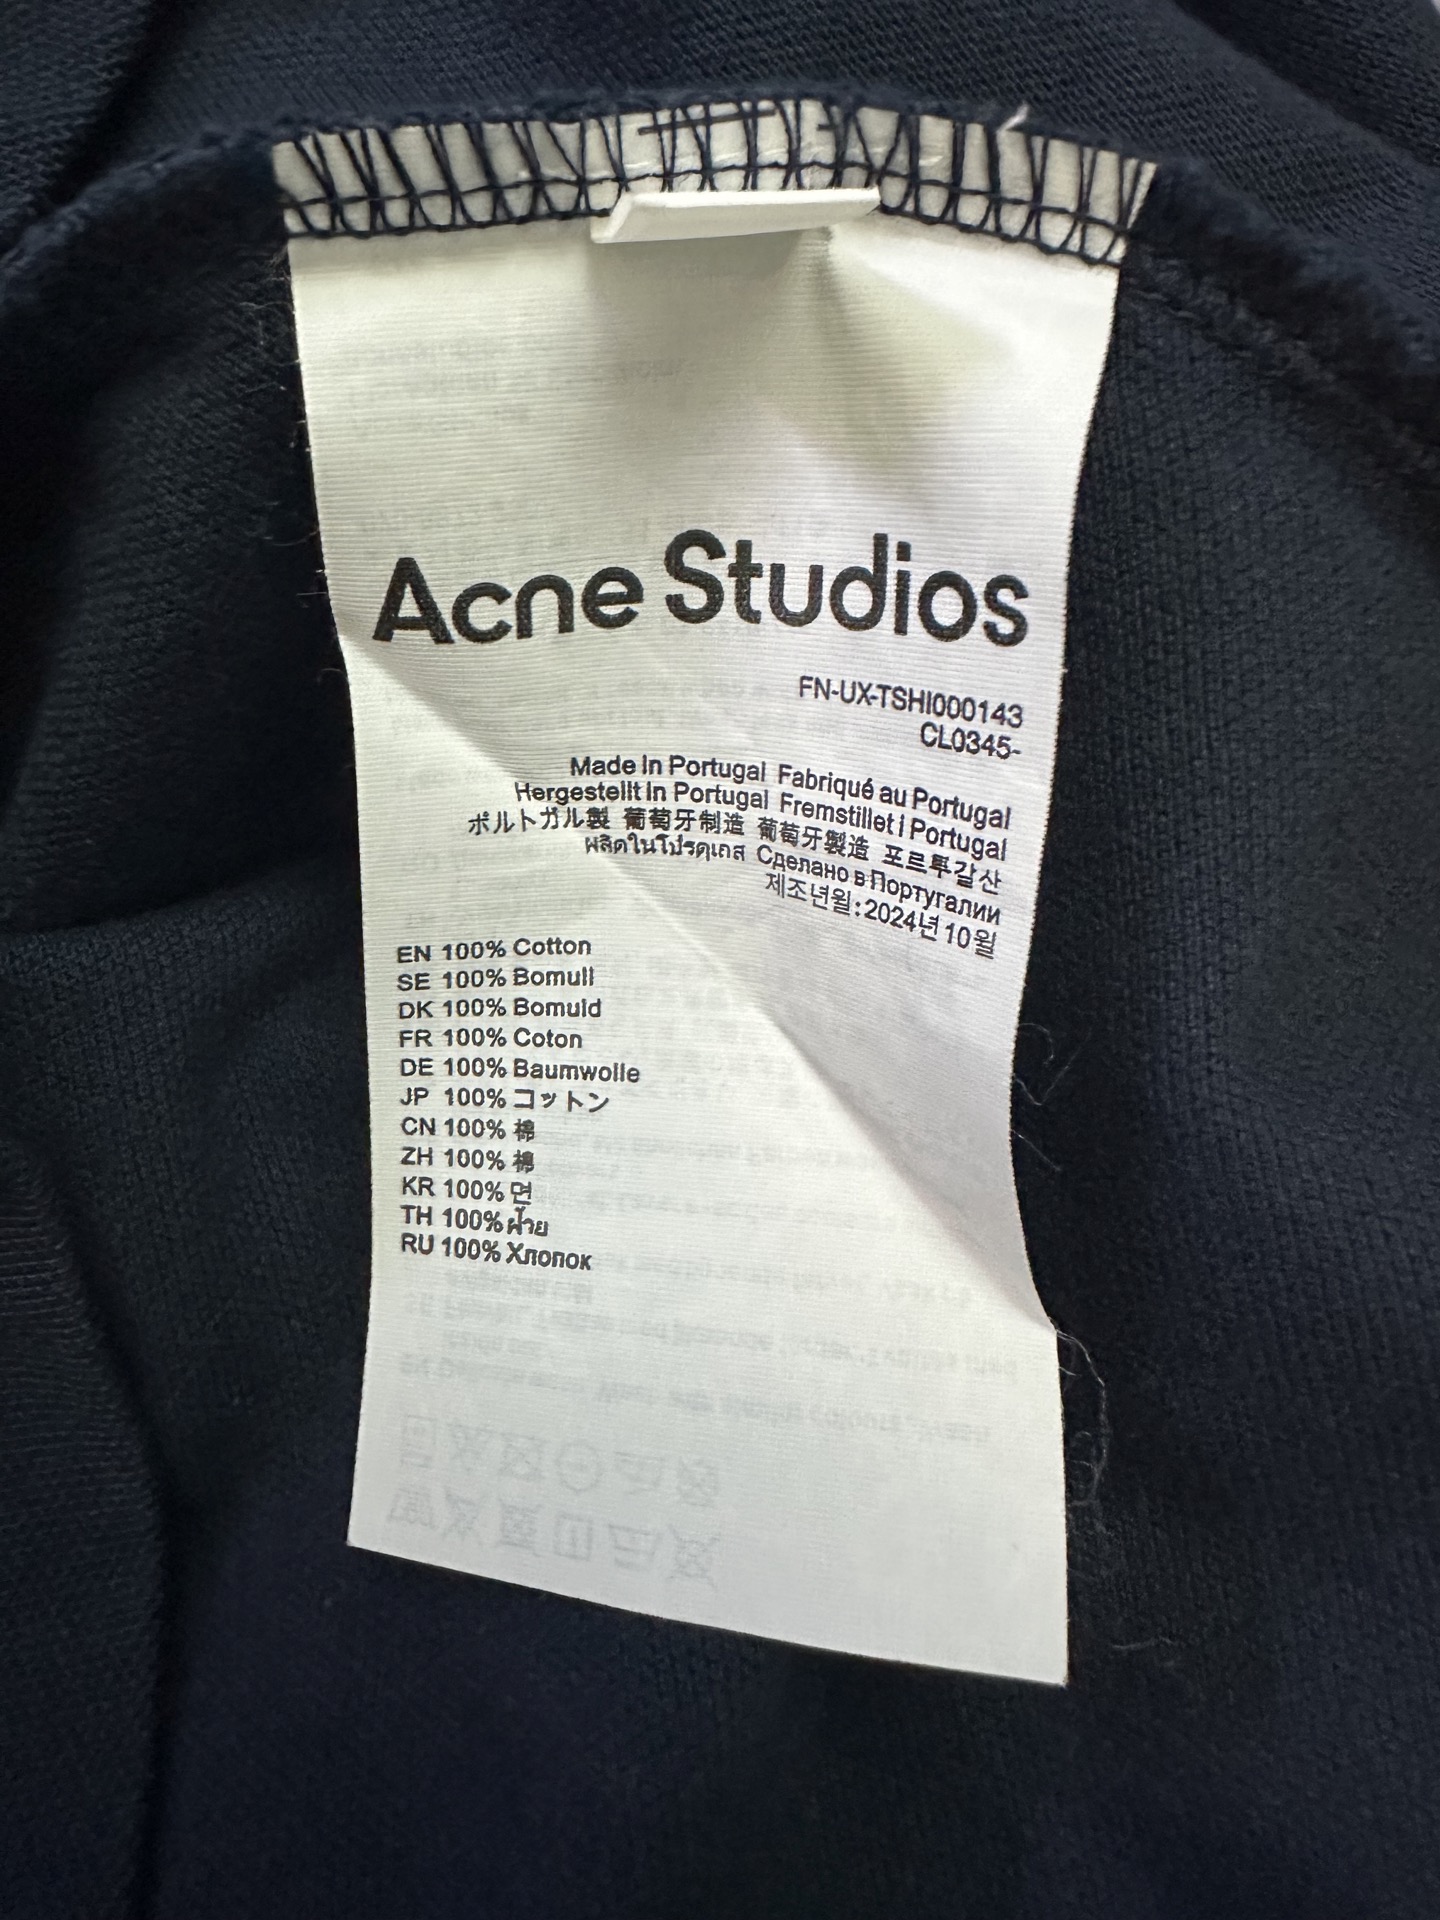 Acne Studios
FN-UX-TSHI000143
CL0345-
Made in Portugal Fabriqué au Portugal
Hergestellt in Portugal Fremstillet i Portugal
ポルトガル製 葡萄牙制造 葡萄牙製造 포르투갈산
ผลิตในโปรตุเกส Сделано в Португалии
제조년월:2024년 10월
EN 100% Cotton
SE 100% Bomull
DK 100% Bomuld
FR 100% Coton
DE 100% Baumwolle
JP 100% コットン
CN 100% 棉
ZH 100% 棉
KR 100% 면
TH 100% ฝ้าย
RU 100% Хлопок